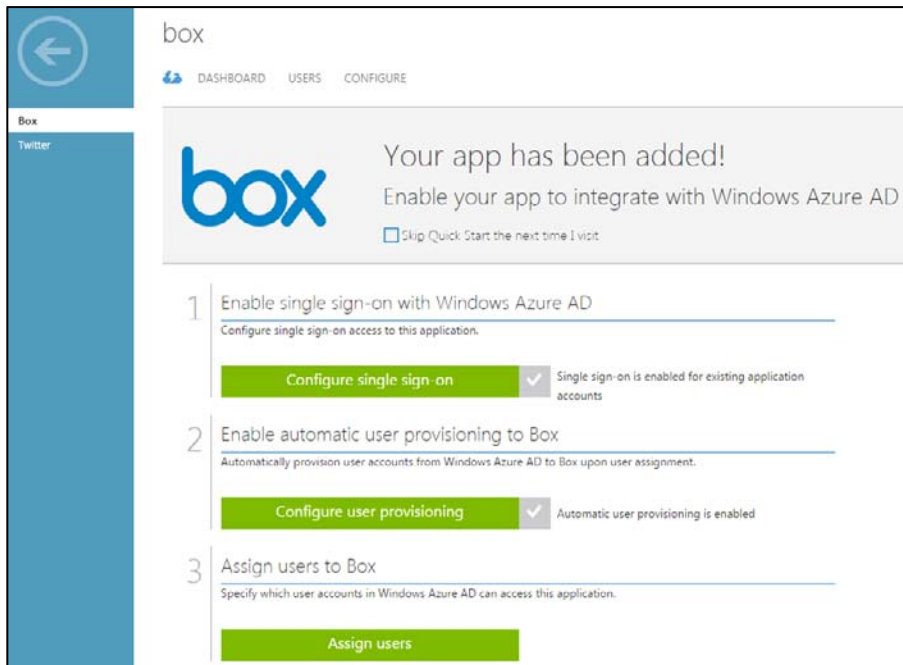 box
DASHBOARD USERS CONFIGURE
Box
Twitter
box
Your app has been added!
Enable your app to integrate with Windows Azure AD
Skip Quick Start the next time I visit
1 Enable single sign-on with Windows Azure AD
Configure single sign-on access to this application.
Configure single sign-on
Single sign-on is enabled for existing application
accounts
2 Enable automatic user provisioning to Box
Automatically provision user accounts from Windows Azure AD to Box upon user assignment.
Configure user provisioning
Automatic user provisioning is enabled
3 Assign users to Box
Specify which user accounts in Windows Azure AD can access this application.
Assign users